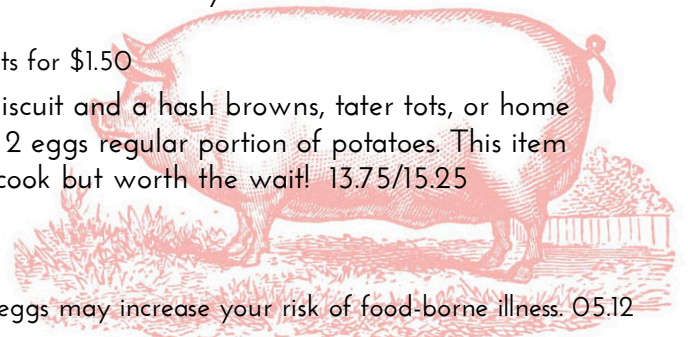 ts for $1.50
iscuit and a hash browns, tater tots, or home
2 eggs regular portion of potatoes. This item
cook but worth the wait! 13.75/15.25
eggs may increase your risk of food-borne illness. 05.12